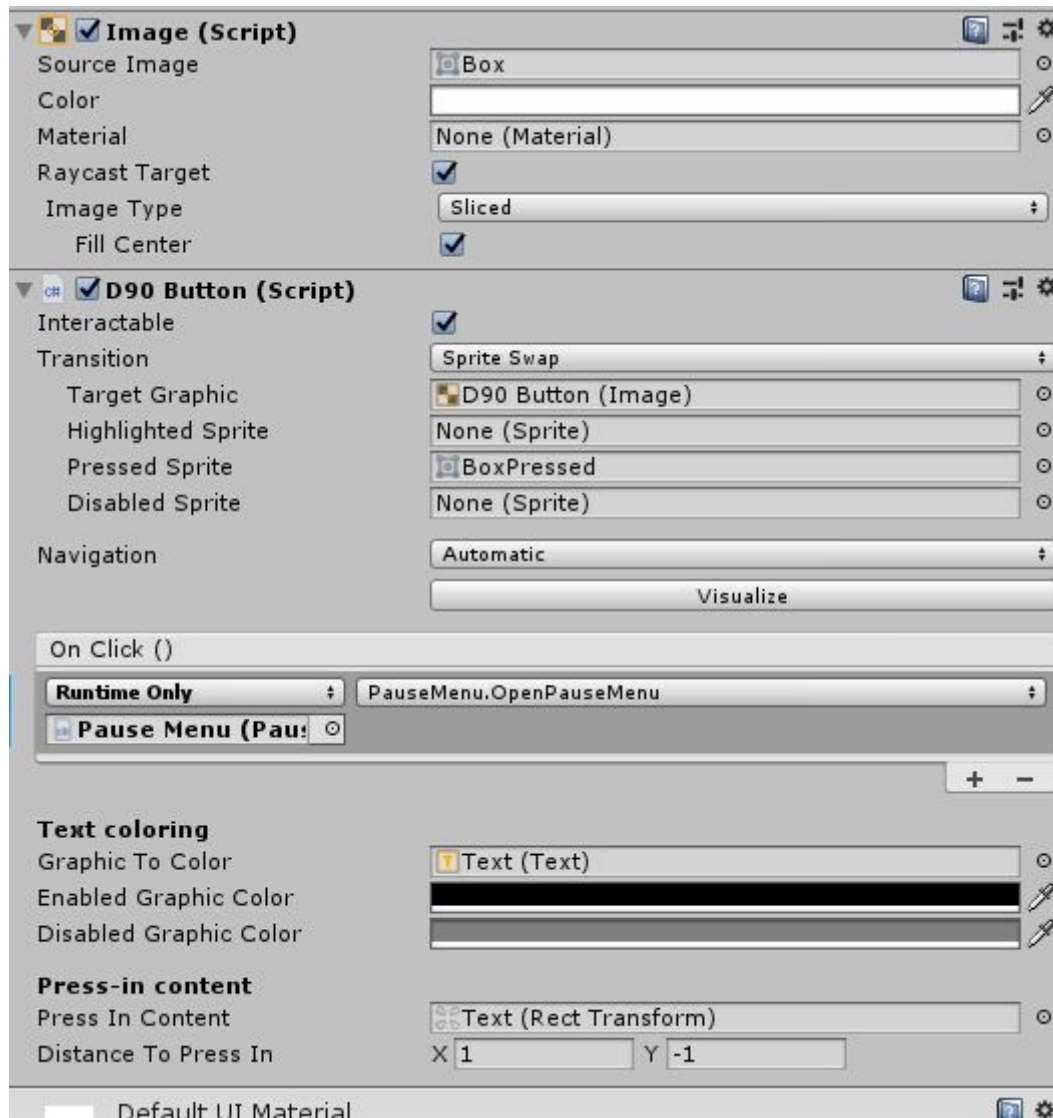 Image (Script)
Source Image Box
Color
Material None (Material)
Raycast Target
Image Type Sliced
Fill Center
C# D90 Button (Script)
Interactable
Transition Sprite Swap
Target Graphic D90 Button (Image)
Highlighted Sprite None (Sprite)
Pressed Sprite BoxPressed
Disabled Sprite None (Sprite)
Navigation Automatic
Visualize
On Click ()
Runtime Only PauseMenu.OpenPauseMenu
Pause Menu (Paus
+ −
Text coloring
Graphic To Color T Text (Text)
Enabled Graphic Color
Disabled Graphic Color
Press-in content
Press In Content Text (Rect Transform)
Distance To Press In X 1 Y -1
Default UI Material